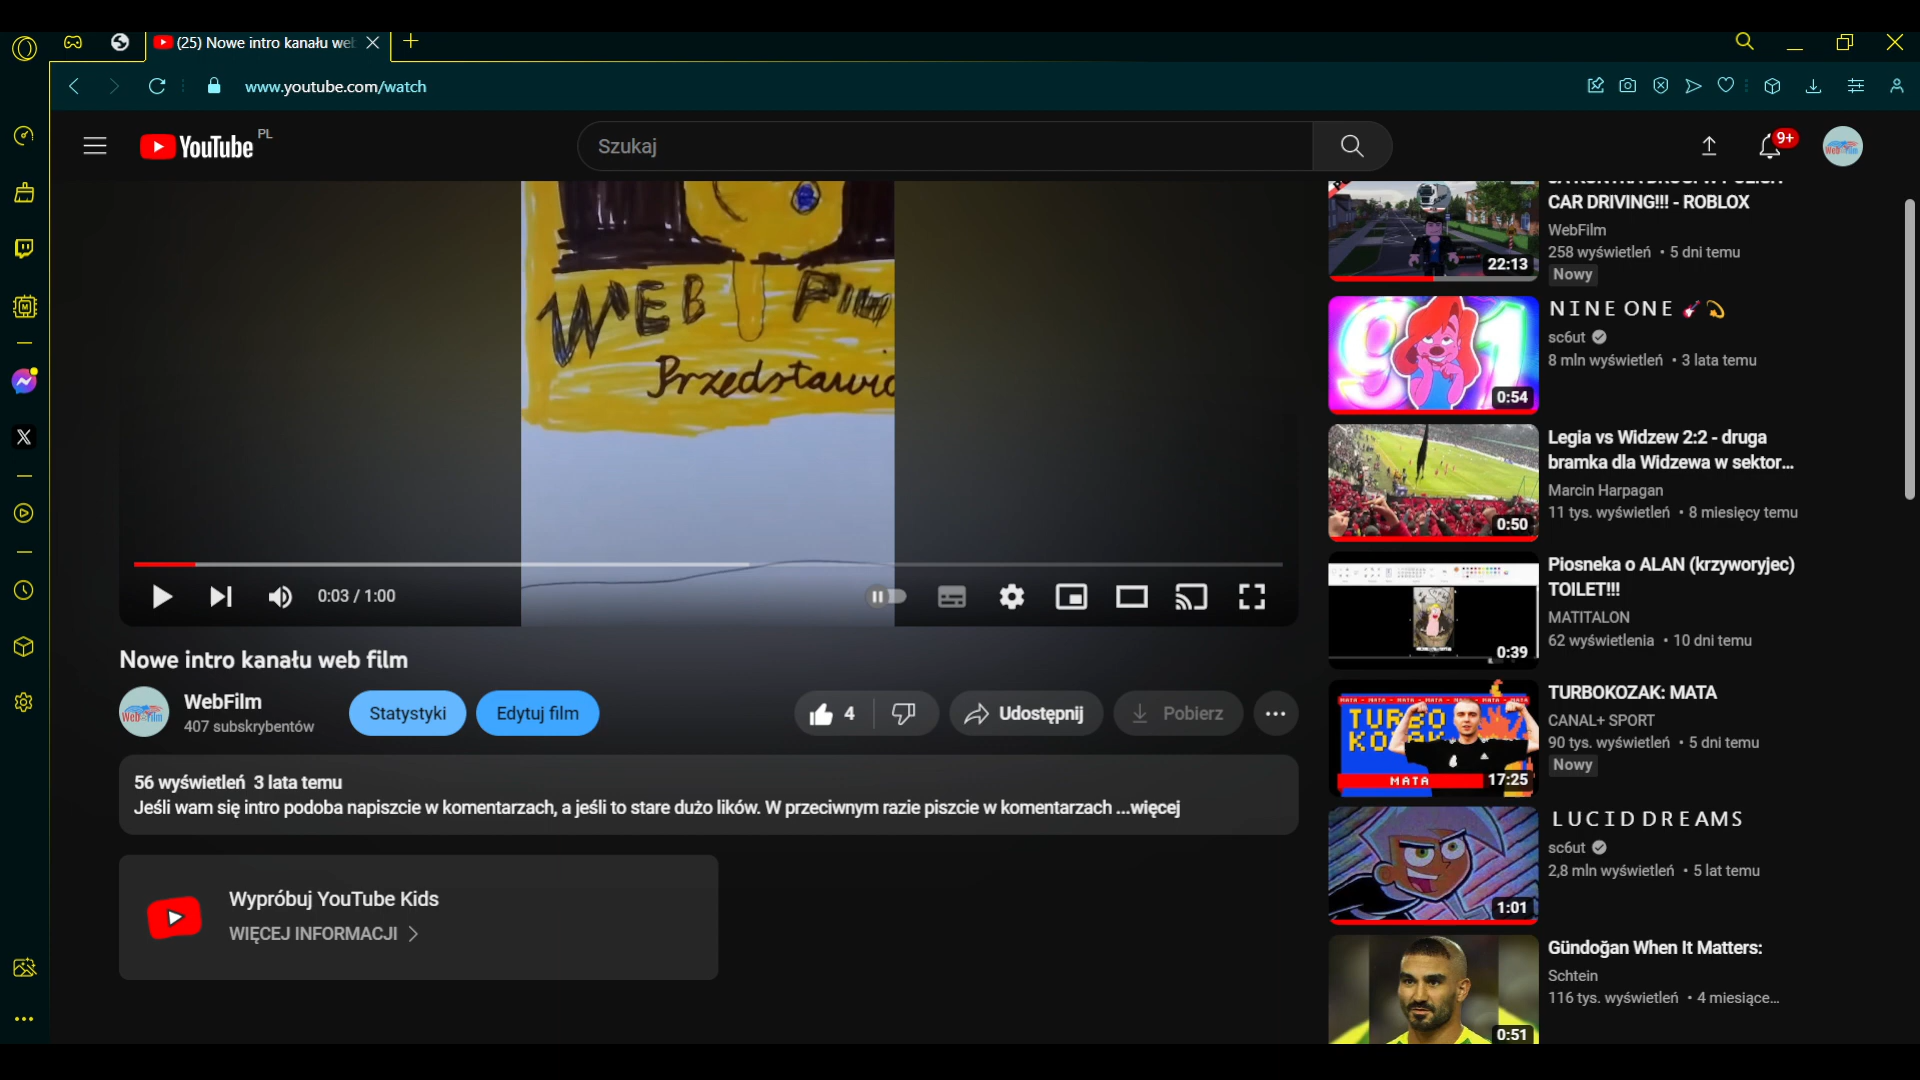 (25) Nowe intro kanału we
www.youtube.com/watch
YouTube PL
Szukaj
9+
WEB
Przedstawia
0:03 / 1:00
Nowe intro kanału web film
WebFilm
407 subskrybentów
Statystyki
Edytuj film
4
Udostępnij
Pobierz
56 wyświetleń 3 lata temu
Jeśli wam się intro podoba napiszcie w komentarzach, a jeśli to stare dużo lików. W przeciwnym razie piszcie w komentarzach ...więcej
Wypróbuj YouTube Kids
WIĘCEJ INFORMACJI
CAR DRIVING!!! - ROBLOX
WebFilm
258 wyświetleń • 5 dni temu
Nowy
22:13
N I N E O N E 🎸 💫
sc6ut
8 mln wyświetleń • 3 lata temu
91
0:54
Legia vs Widzew 2:2 - druga
bramka dla Widzewa w sektor...
Marcin Harpagan
11 tys. wyświetleń • 8 miesięcy temu
0:50
Piosneka o ALAN (krzyworyjec)
TOILET!!!
MATITALON
62 wyświetlenia • 10 dni temu
0:39
TURBOKOZAK: MATA
CANAL+ SPORT
90 tys. wyświetleń • 5 dni temu
Nowy
MATA
17:25
L U C I D D R E A M S
sc6ut
2,8 mln wyświetleń • 5 lat temu
1:01
Gündoğan When It Matters:
Schtein
116 tys. wyświetleń • 4 miesiące...
0:51